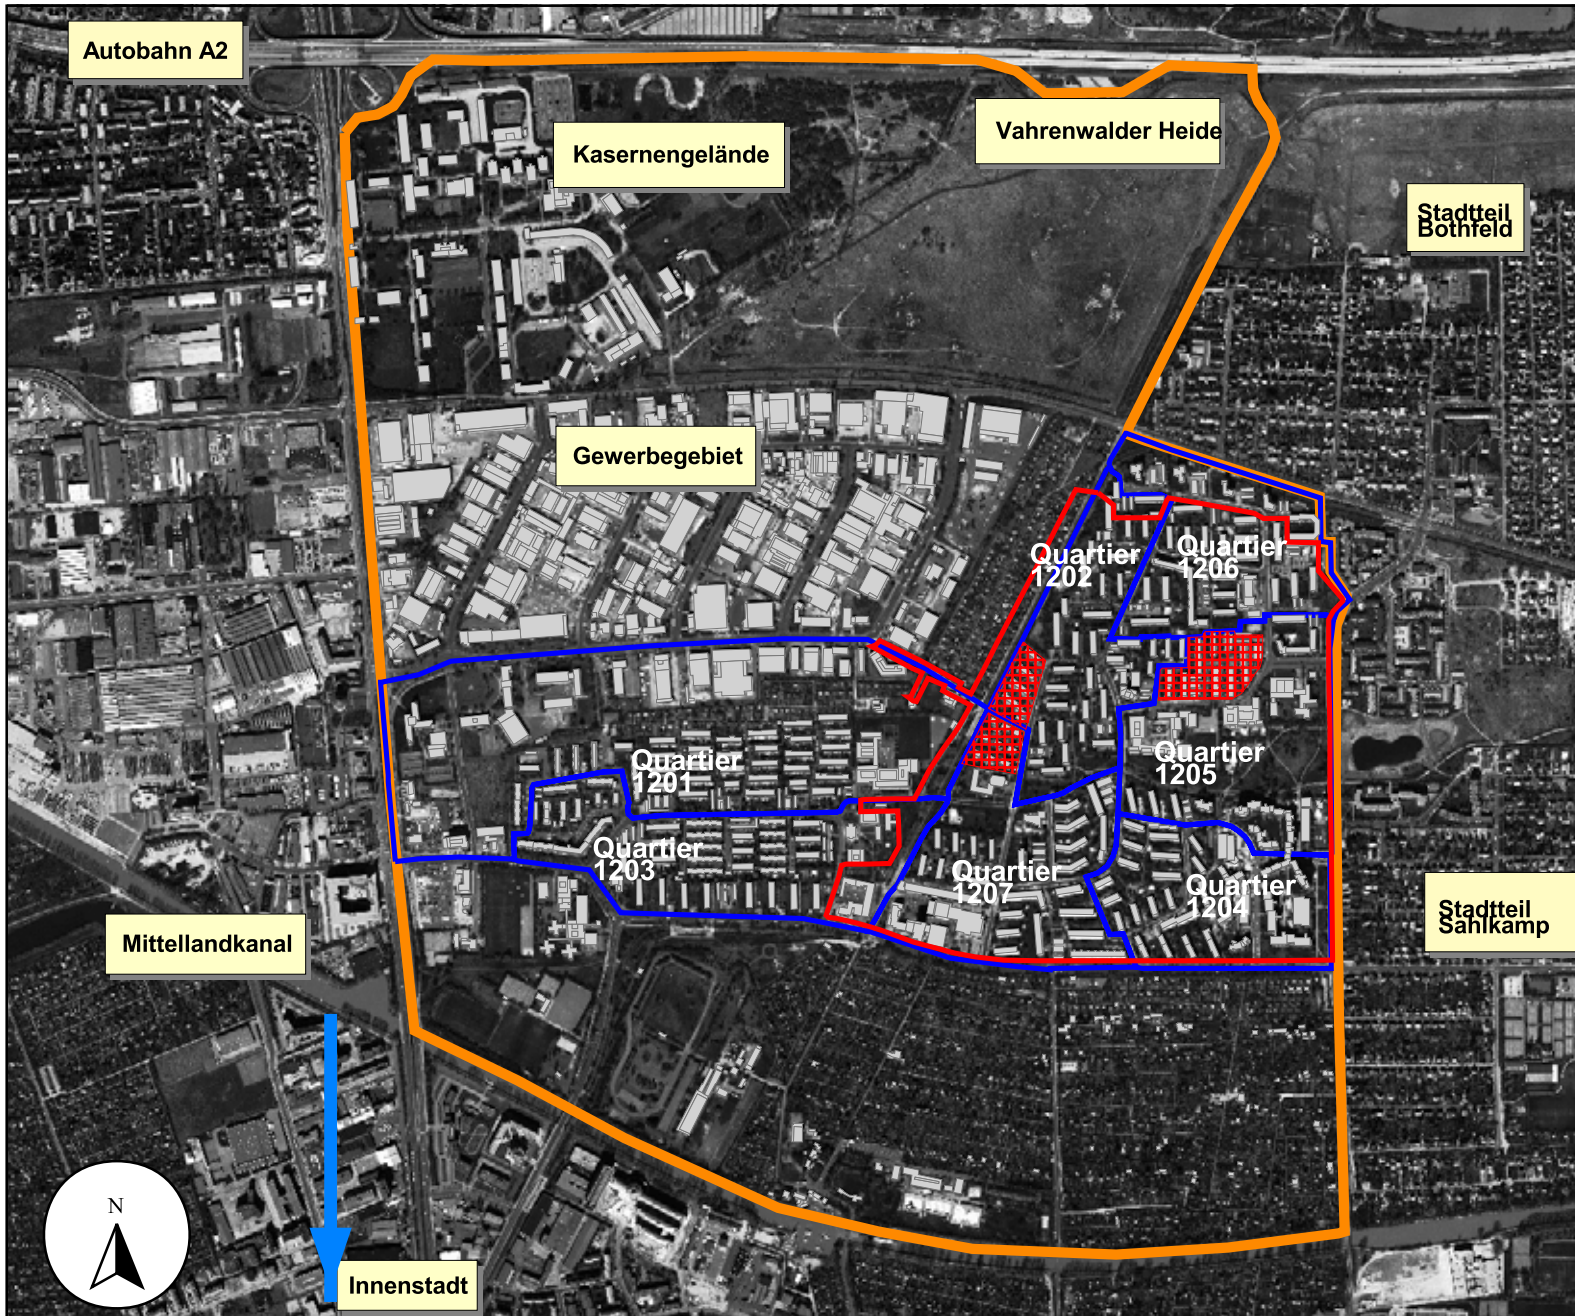 Autobahn A2
Kasernengelände
Vahrenwalder Heide
Stadtteil
Bothfeld
Gewerbegebiet
Quartier
1202
Quartier
1206
Quartier
1201
Quartier
1205
Quartier
1203
Quartier
1207
Quartier
1204
Stadtteil
Sahlkamp
Mittellandkanal
N
Innenstadt